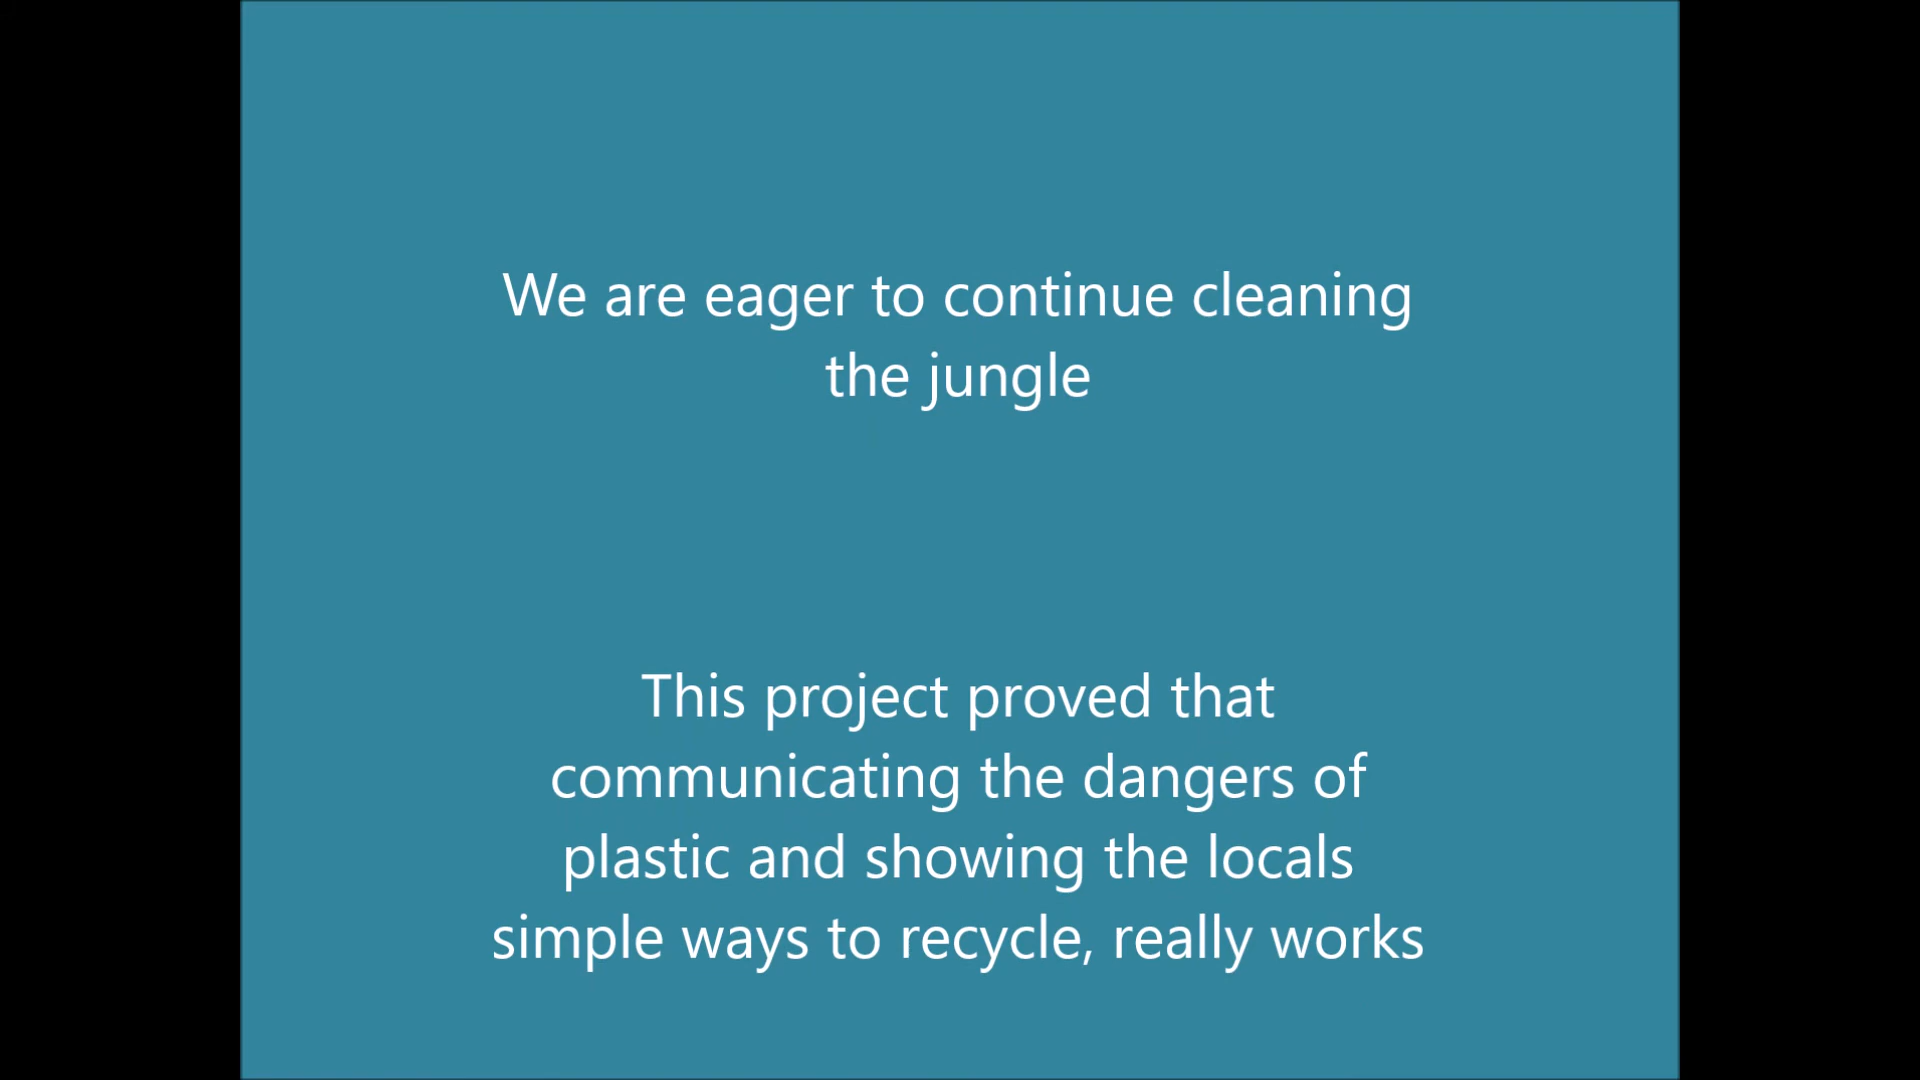 We are eager to continue cleaning
the jungle
This project proved that
communicating the dangers of
plastic and showing the locals
simple ways to recycle, really works